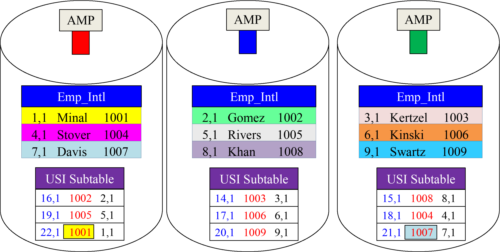 AMP
Emp_Intl
1,1 Minal 1001
4,1 Stover 1004
7,1 Davis 1007
USI Subtable
16,1 1002 2,1
19,1 1005 5,1
22,1 1001 1,1
AMP
Emp_Intl
2,1 Gomez 1002
5,1 Rivers 1005
8,1 Khan 1008
USI Subtable
14,1 1003 3,1
17,1 1006 6,1
20,1 1009 9,1
AMP
Emp_Intl
3,1 Kertzel 1003
6,1 Kinski 1006
9,1 Swartz 1009
USI Subtable
15,1 1008 8,1
18,1 1004 4,1
21,1 1007 7,1